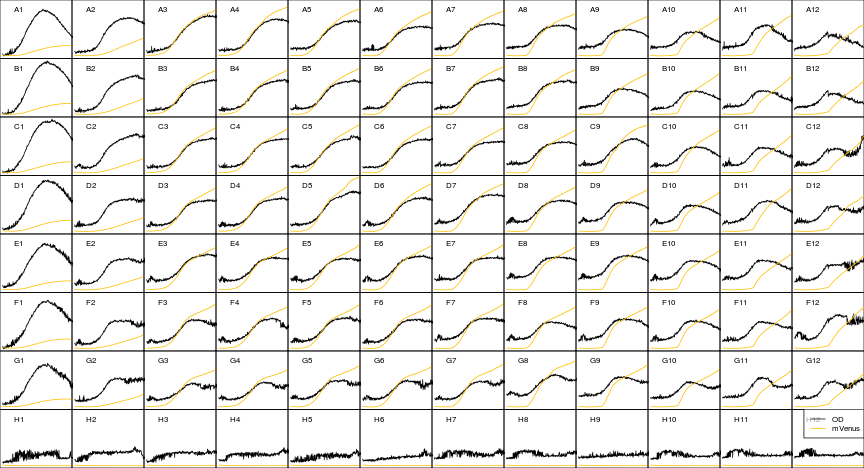 A1 A2 A3 A4 A5 A6 A7 A8 A9 A10 A11 A12
B1 B2 B3 B4 B5 B6 B7 B8 B9 B10 B11 B12
C1 C2 C3 C4 C5 C6 C7 C8 C9 C10 C11 C12
D1 D2 D3 D4 D5 D6 D7 D8 D9 D10 D11 D12
E1 E2 E3 E4 E5 E6 E7 E8 E9 E10 E11 E12
F1 F2 F3 F4 F5 F6 F7 F8 F9 F10 F11 F12
G1 G2 G3 G4 G5 G6 G7 G8 G9 G10 G11 G12
H1 H2 H3 H4 H5 H6 H7 H8 H9 H10 H11
OD
mVenus